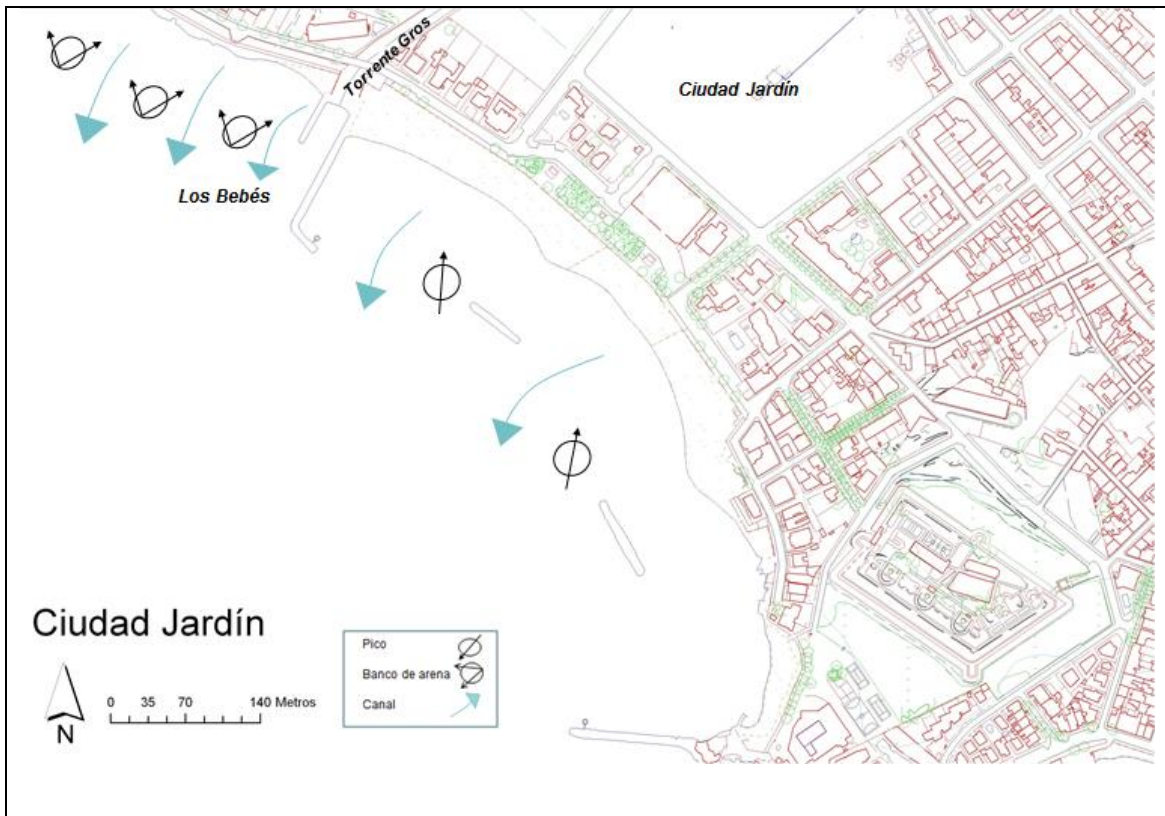 Torrente Gros
Ciudad Jardín
Los Bebés
Ciudad Jardín
N
0 35 70 140 Metros
Pico
Banco de arena
Canal